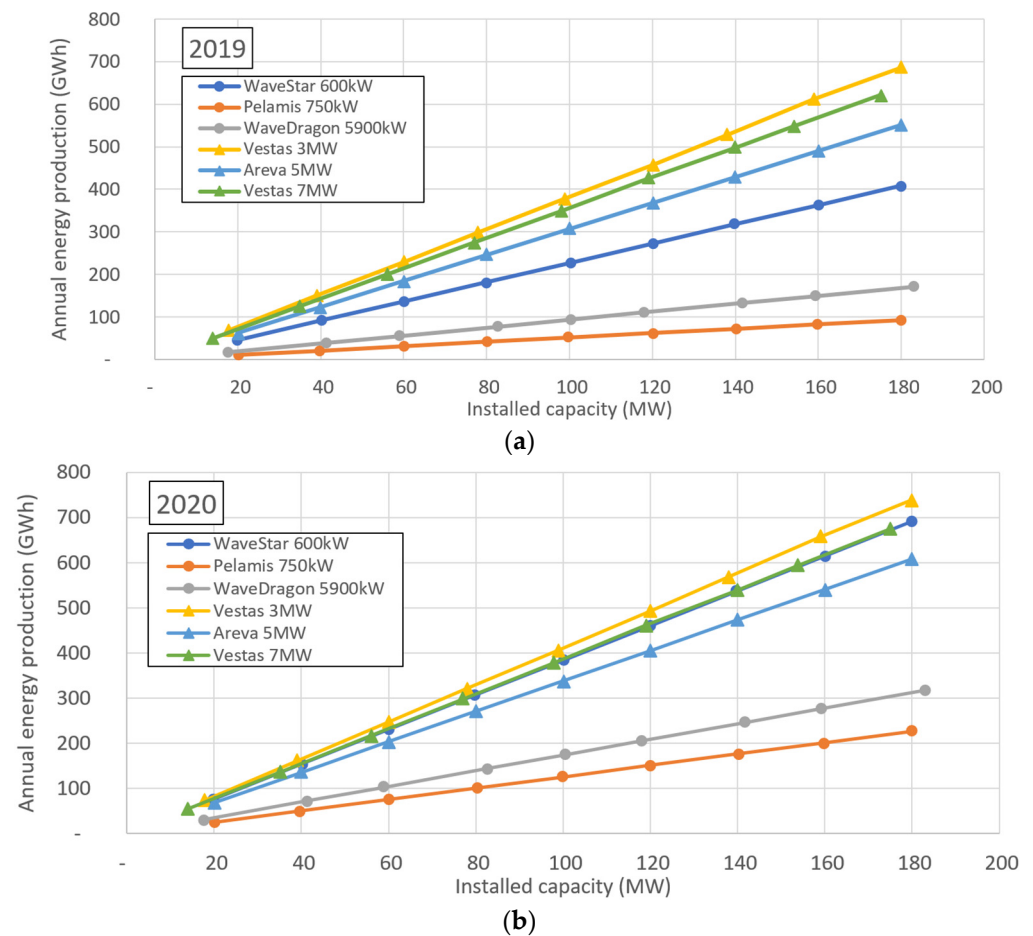 800
2019
700
WaveStar 600kW
Pelamis 750kW
600
WaveDragon 5900kW
500
Vestas 3MW
Areva 5MW
400
Vestas 7MW
300
200
100
-
Annual energy production (GWh)
- 20 40 60 80 100 120 140 160 180 200
Installed capacity (MW)
(a)
800
2020
700
WaveStar 600kW
600
Pelamis 750kW
WaveDragon 5900kW
500
Vestas 3MW
Areva 5MW
400
Vestas 7MW
300
200
100
-
Annual energy production (GWh)
- 20 40 60 80 100 120 140 160 180 200
Installed capacity (MW)
(b)